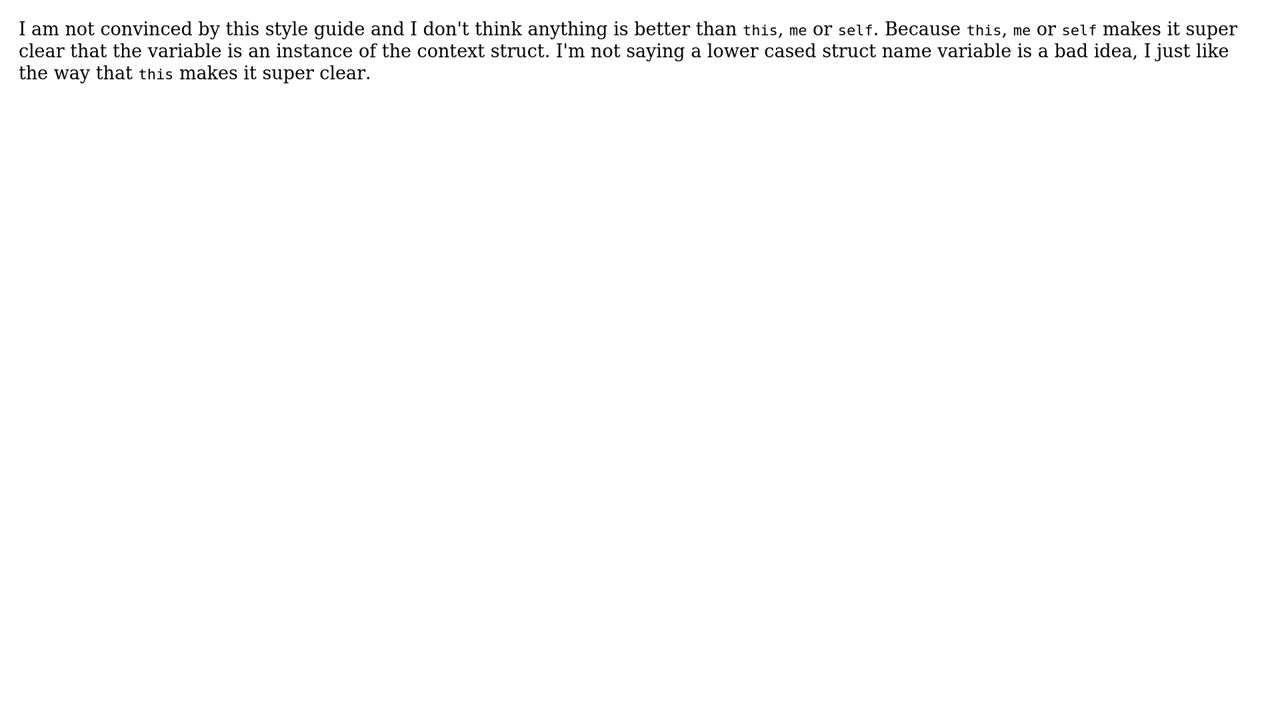 I am not convinced by this style guide and I don't think anything is better than this, me or self. Because this, me or self makes it super
clear that the variable is an instance of the context struct. I'm not saying a lower cased struct name variable is a bad idea, I just like
the way that this makes it super clear.